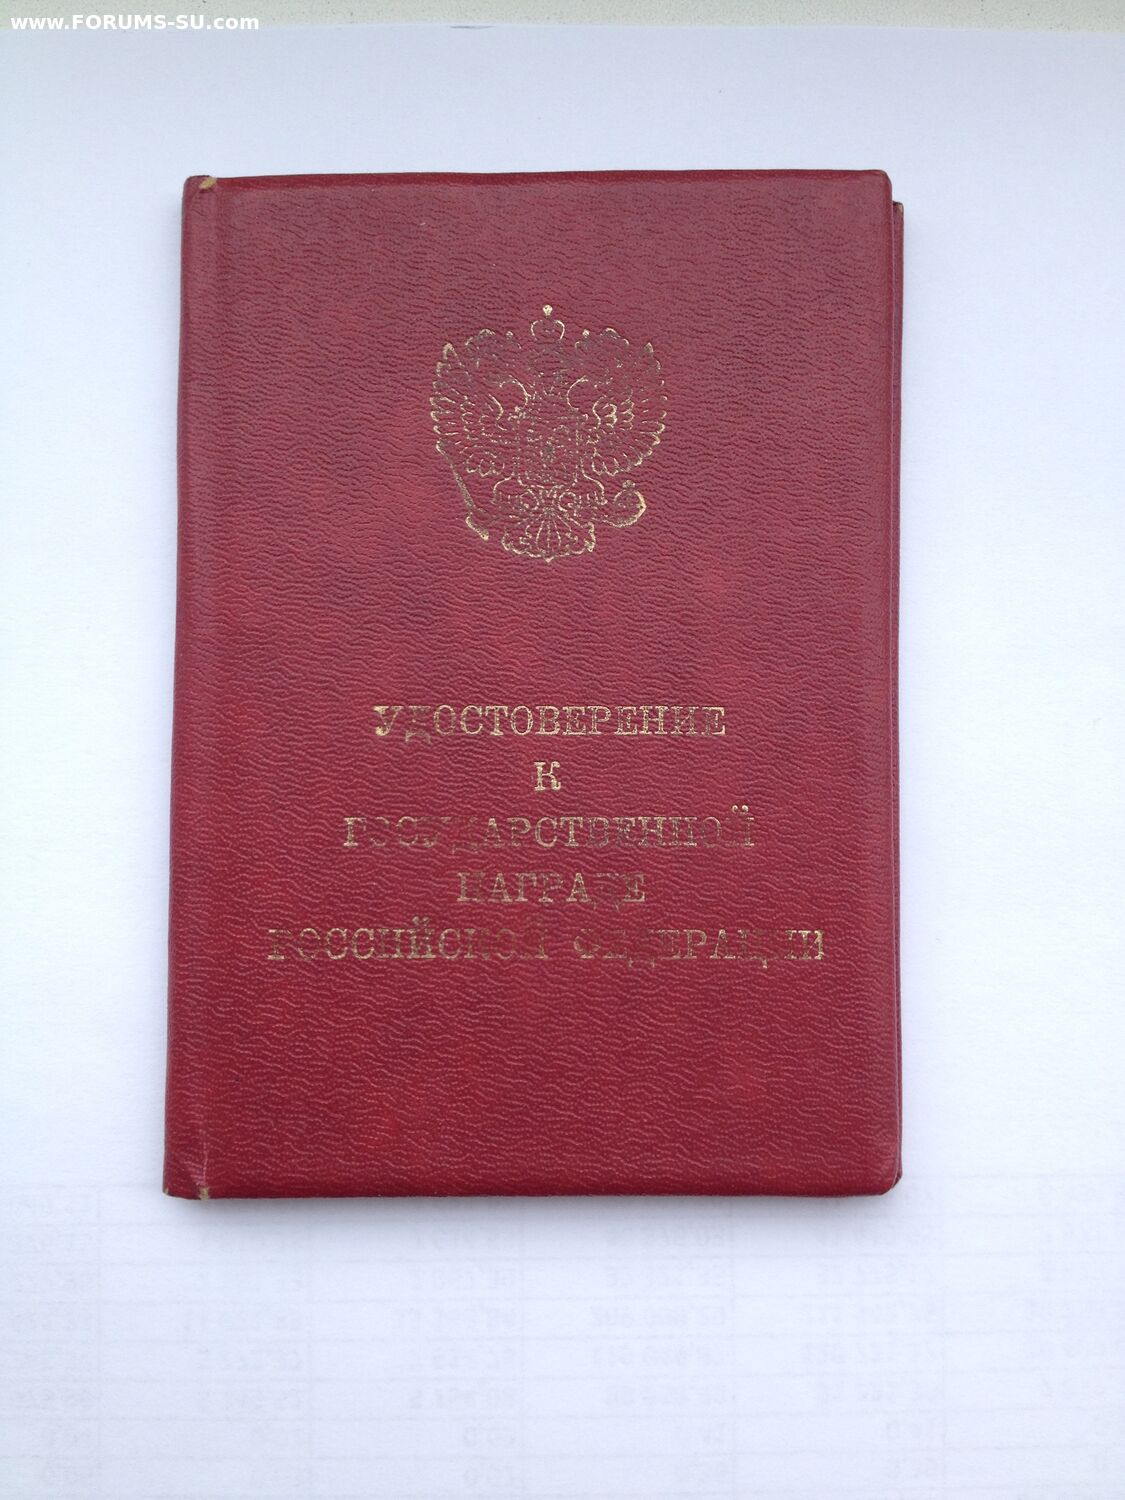 www.FORUMS-SU.com
УДОСТОВЕРЕНИЕ
К
ГОСУДАРСТВЕННОЙ
НАГРАДЕ
РОССИЙСКОЙ ФЕДЕРАЦИИ